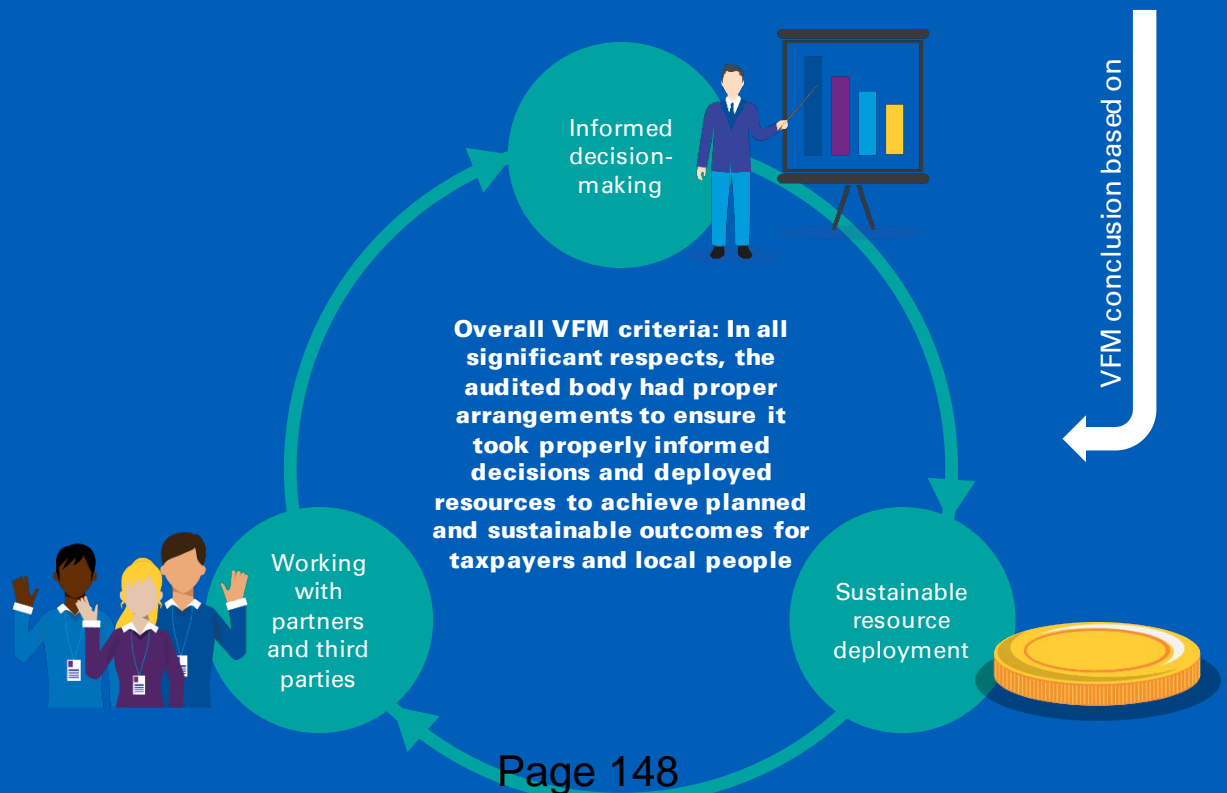 VFM conclusion based on
Informed
decision-
making
Overall VFM criteria: In all
significant respects, the
audited body had proper
arrangements to ensure it
took properly informed
decisions and deployed
resources to achieve planned
and sustainable outcomes for
taxpayers and local people
Working
with
partners
and third
parties
Sustainable
resource
deployment
Page 148